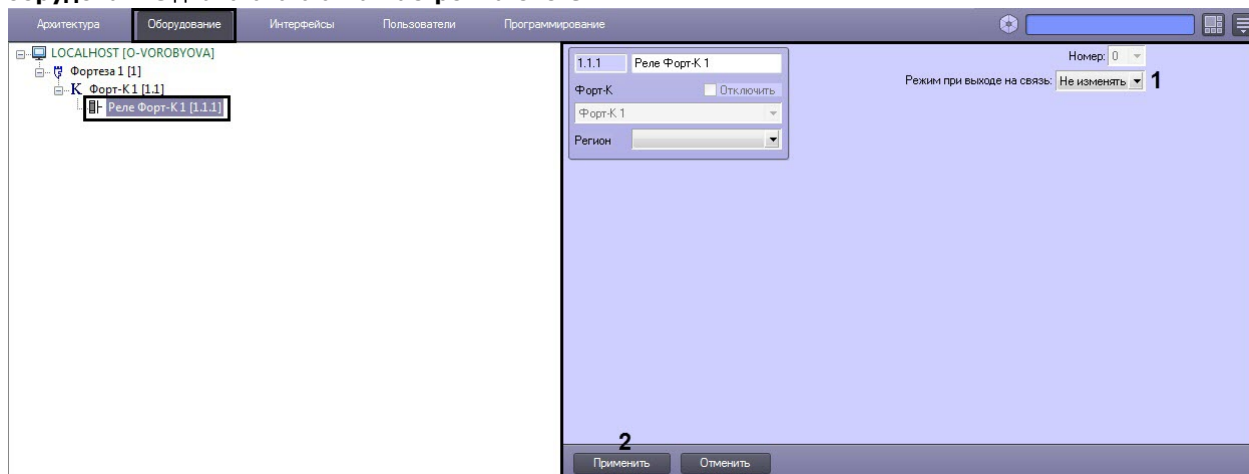 Архитектура Оборудование Интерфейсы Пользователи Программирование
LOCALHOST [O-VOROBYOVA]
Фортеза 1 [1]
К Форт-К 1 [1.1]
Реле Форт-К 1 [1.1.1]
1.1.1 Реле Форт-К 1
Форт-К Отключить
Форт-К 1
Регион
Номер: 0
Режим при выходе на связь: Не изменять 1
2
Применить Отменить